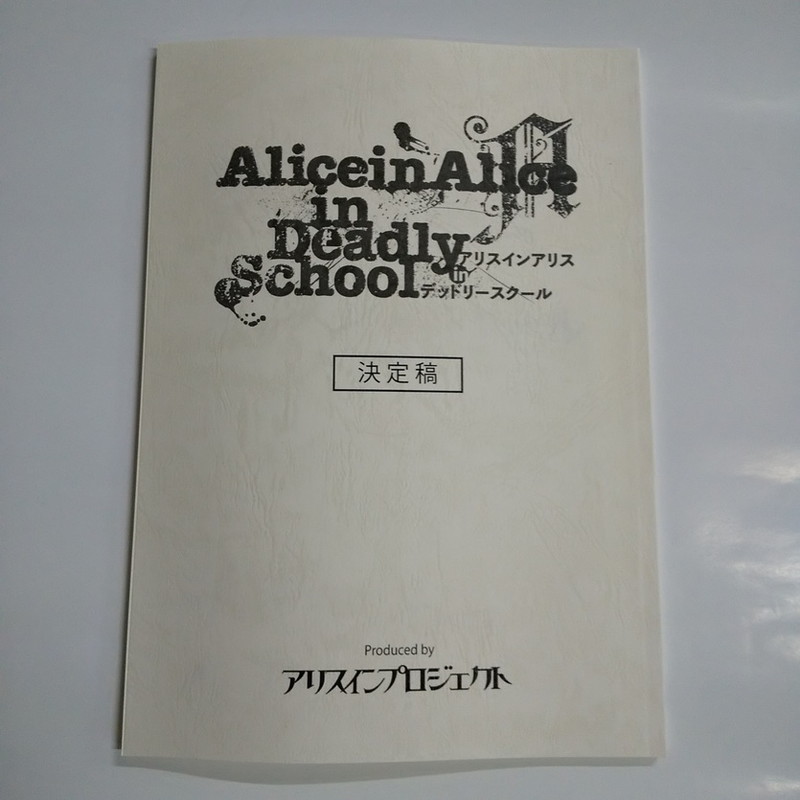 Alicein Alice
in
Deadly
School
アリスインアリス
in
デッドリースクール
決定稿
Produced by
アリスインプロジェクト